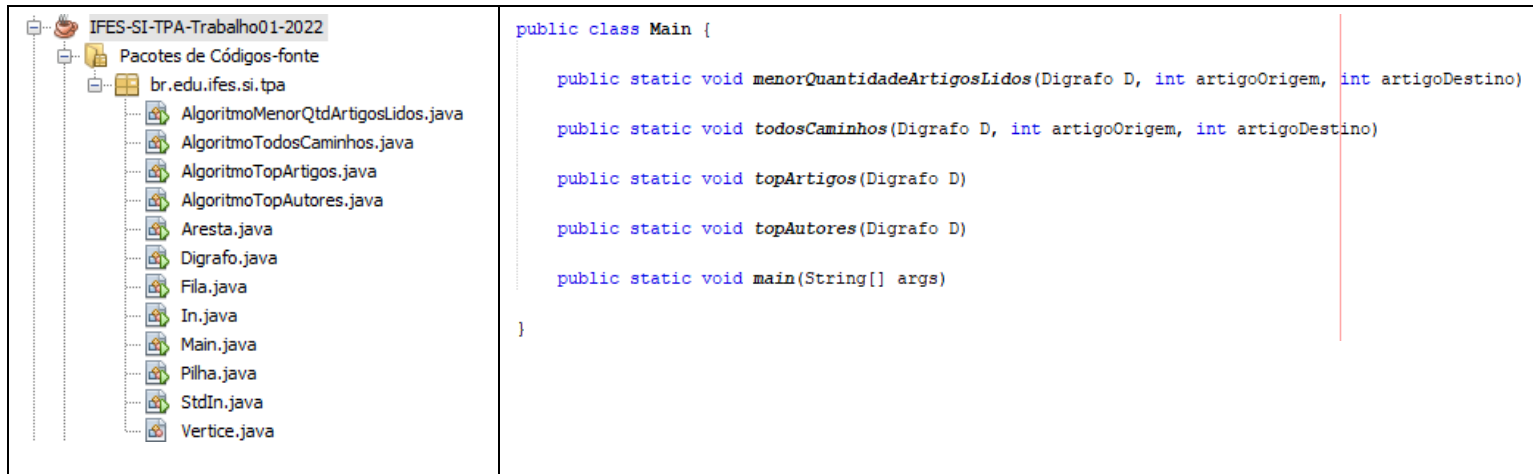 IFES-SI-TPA-Trabalho01-2022
Pacotes de Códigos-fonte
br.edu.ifes.si.tpa
AlgoritmoMenorQtdArtigosLidos.java
AlgoritmoTodosCaminhos.java
AlgoritmoTopArtigos.java
AlgoritmoTopAutores.java
Aresta.java
Digrafo.java
Fila.java
In.java
Main.java
Pilha.java
StdIn.java
Vertice.java
public class Main {
public static void menorQuantidadeArtigosLidos(Digrafo D, int artigoOrigem, int artigoDestino)
public static void todosCaminhos(Digrafo D, int artigoOrigem, int artigoDestino)
public static void topArtigos(Digrafo D)
public static void topAutores(Digrafo D)
public static void main(String[] args)
}